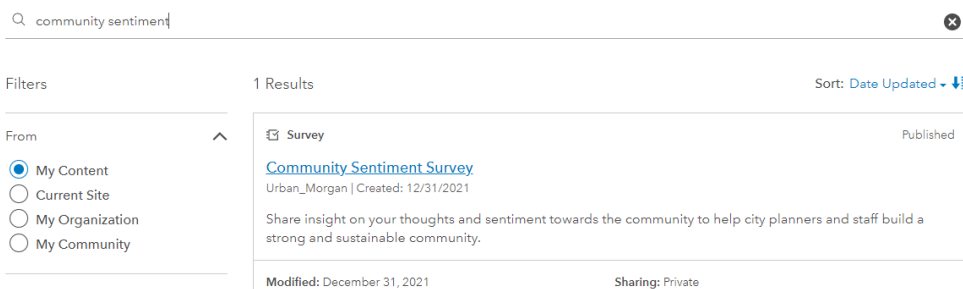 community sentiment
Filters
1 Results
Sort: Date Updated
From
My Content
Current Site
My Organization
My Community
Survey
Published
Community Sentiment Survey
Urban_Morgan | Created: 12/31/2021
Share insight on your thoughts and sentiment towards the community to help city planners and staff build a
strong and sustainable community.
Modified: December 31, 2021
Sharing: Private